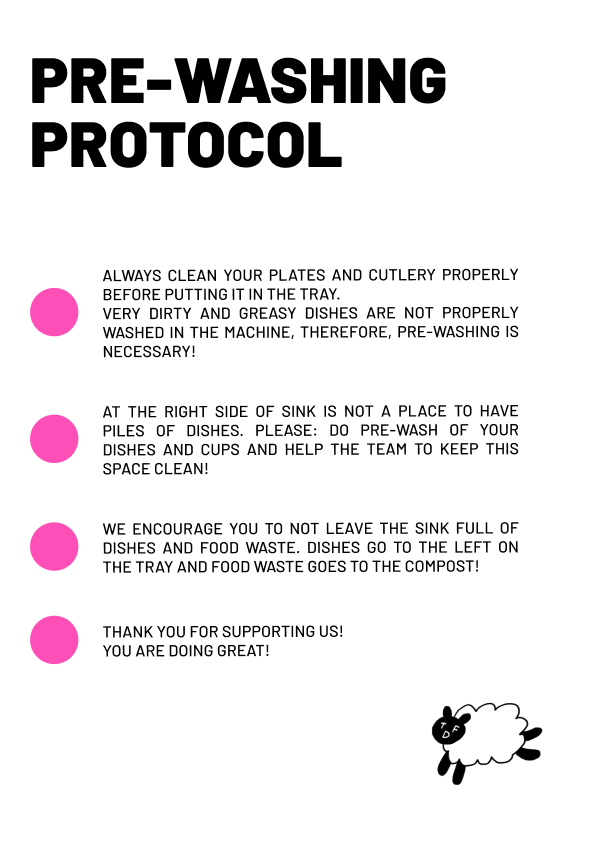 PRE-WASHING
PROTOCOL
ALWAYS CLEAN YOUR PLATES AND CUTLERY PROPERLY
BEFORE PUTTING IT IN THE TRAY.
VERY DIRTY AND GREASY DISHES ARE NOT PROPERLY
WASHED IN THE MACHINE, THEREFORE, PRE-WASHING IS
NECESSARY!
AT THE RIGHT SIDE OF SINK IS NOT A PLACE TO HAVE
PILES OF DISHES. PLEASE: DO PRE-WASH OF YOUR
DISHES AND CUPS AND HELP THE TEAM TO KEEP THIS
SPACE CLEAN!
WE ENCOURAGE YOU TO NOT LEAVE THE SINK FULL OF
DISHES AND FOOD WASTE. DISHES GO TO THE LEFT ON
THE TRAY AND FOOD WASTE GOES TO THE COMPOST!
THANK YOU FOR SUPPORTING US!
YOU ARE DOING GREAT!
T F
D